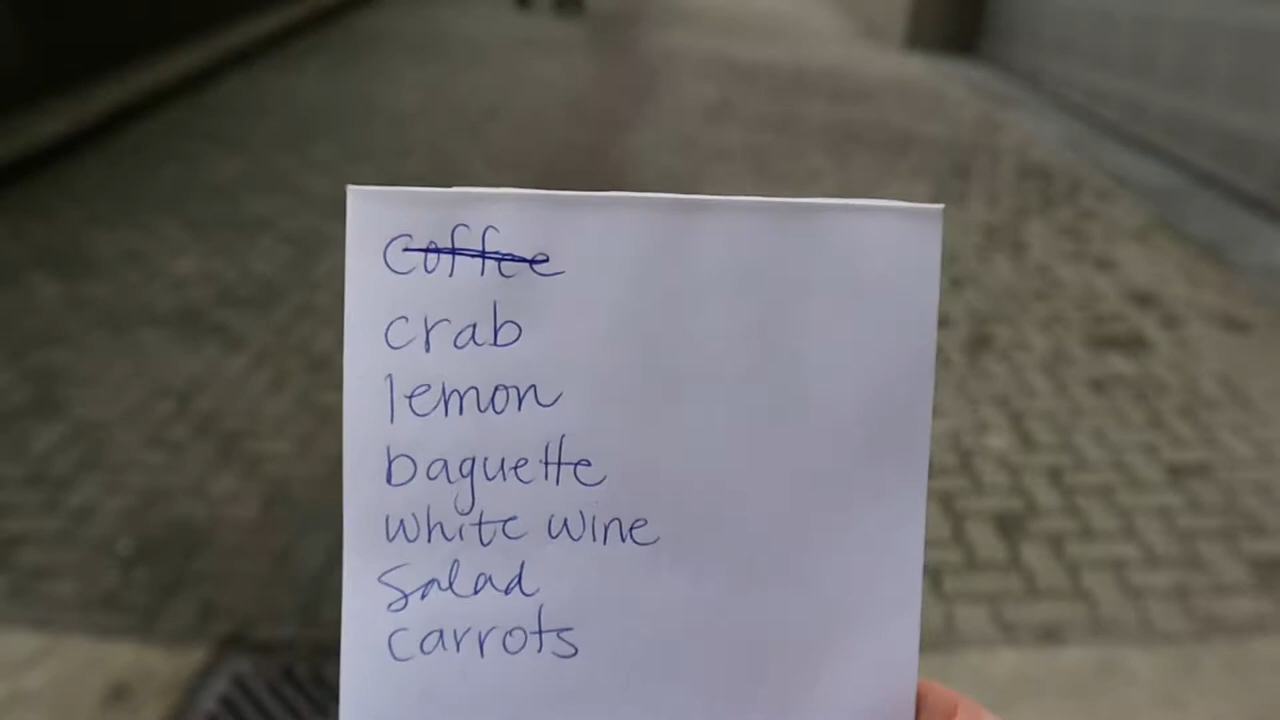 Coffee
crab
lemon
baguette
white wine
Salad
carrots